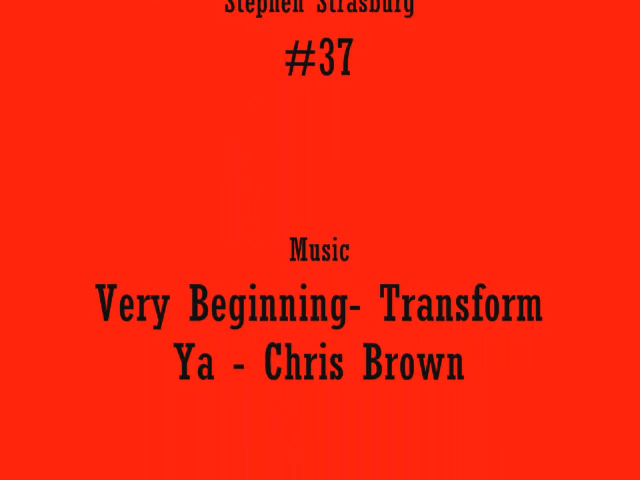 Stephen Strasburg
#37
Music
Very Beginning- Transform
Ya - Chris Brown